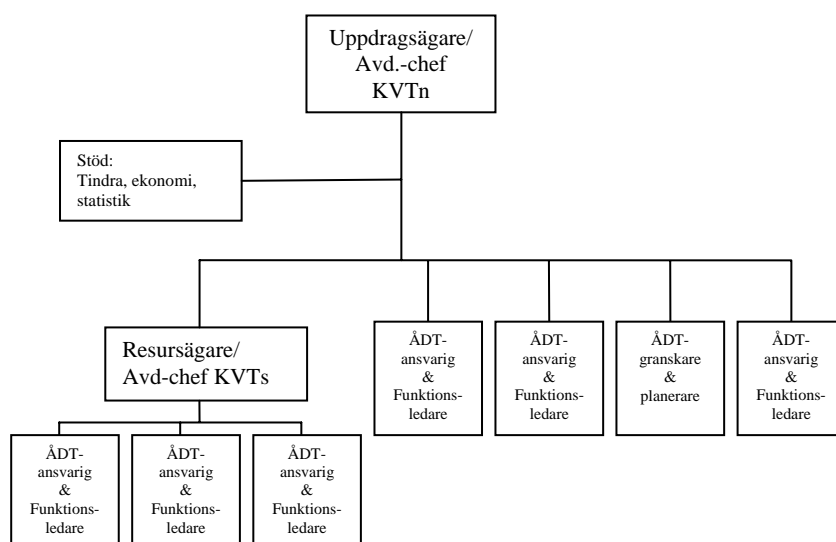 Uppdragsägare/
Avd.-chef
KVTn
Stöd:
Tindra, ekonomi,
statistik
Resursägare/
Avd-chef KVTs
ÅDT-
ansvarig
&
Funktions-
ledare
ÅDT-
ansvarig
&
Funktions-
ledare
ÅDT-
granskare
&
planerare
ÅDT-
ansvarig
&
Funktions-
ledare
ÅDT-
ansvarig
&
Funktions-
ledare
ÅDT-
ansvarig
&
Funktions-
ledare
ÅDT-
ansvarig
&
Funktions-
ledare